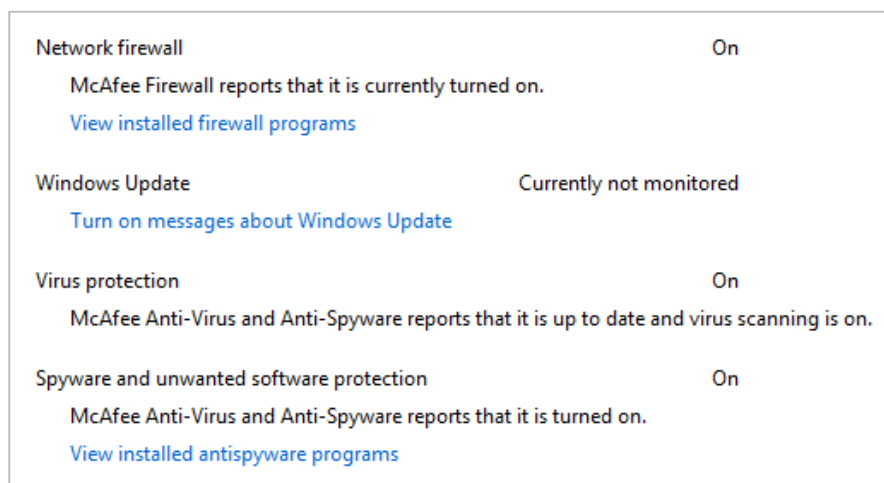 Network firewall On
McAfee Firewall reports that it is currently turned on.
View installed firewall programs
Windows Update Currently not monitored
Turn on messages about Windows Update
Virus protection On
McAfee Anti-Virus and Anti-Spyware reports that it is up to date and virus scanning is on.
Spyware and unwanted software protection On
McAfee Anti-Virus and Anti-Spyware reports that it is turned on.
View installed antispyware programs